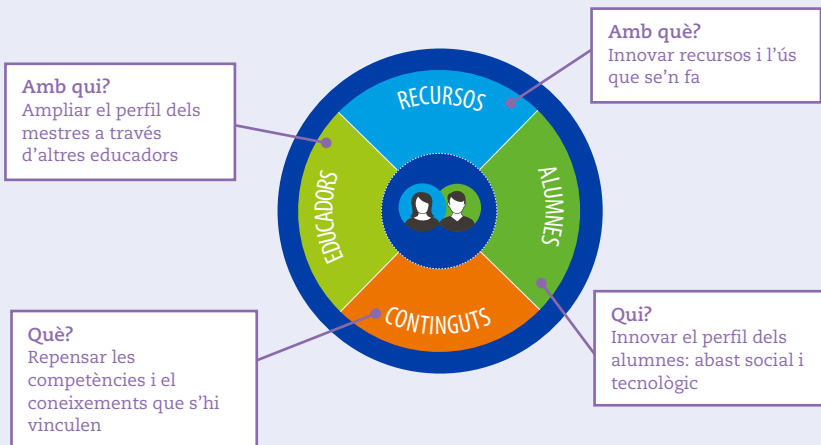 Amb què?
Innovar recursos i l'ús
que se'n fa
Amb qui?
Ampliar el perfil dels
mestres a través
d'altres educadors
RECURSOS
EDUCADORS
ALUMNES
CONTINGUTS
Què?
Repensar les
competències i el
coneixements que s'hi
vinculen
Qui?
Innovar el perfil dels
alumnes: abast social i
tecnològic